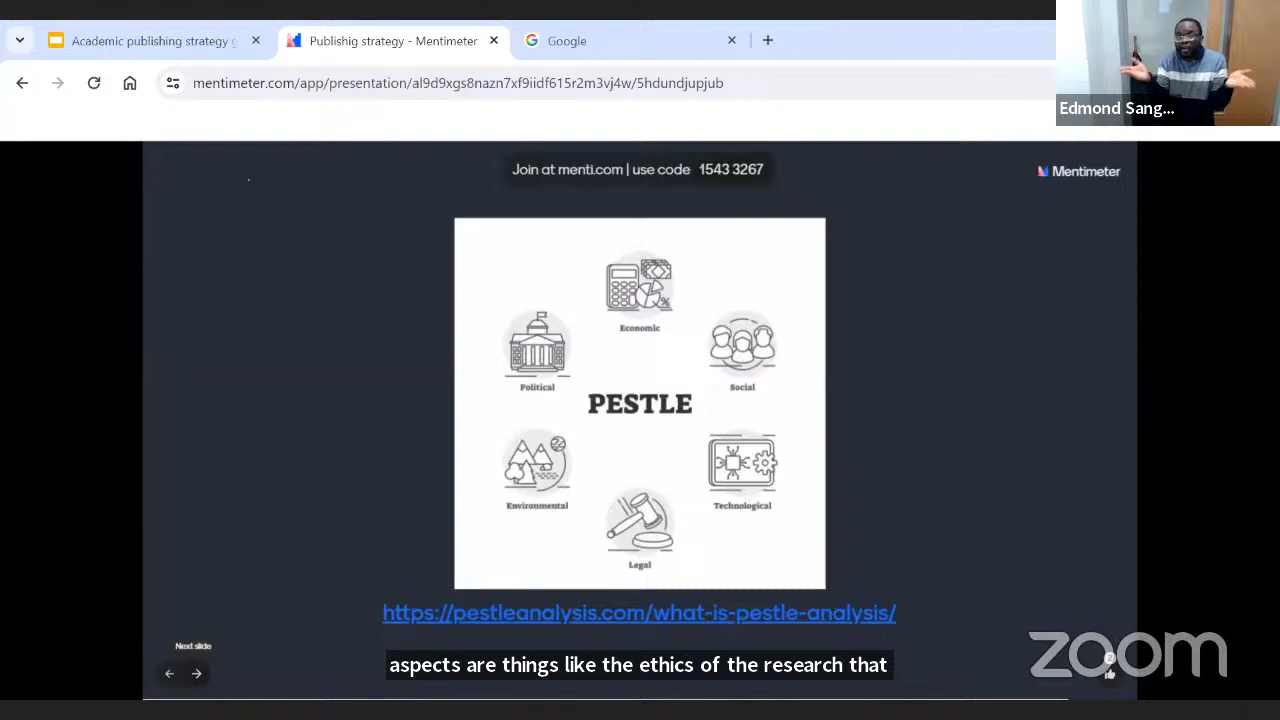 Academic publishing strategy g
Publishig strategy - Mentimeter
Google
mentimeter.com/app/presentation/al9d9xgs8nazn7xf9iidf615r2m3vj4w/5hdundjupjub
Edmond Sang...
Join at menti.com | use code 1543 3267
Mentimeter
Economic
Political
Social
PESTLE
Environmental
Technological
Legal
https://pestleanalysis.com/what-is-pestle-analysis/
Next slide
aspects are things like the ethics of the research that
zoom